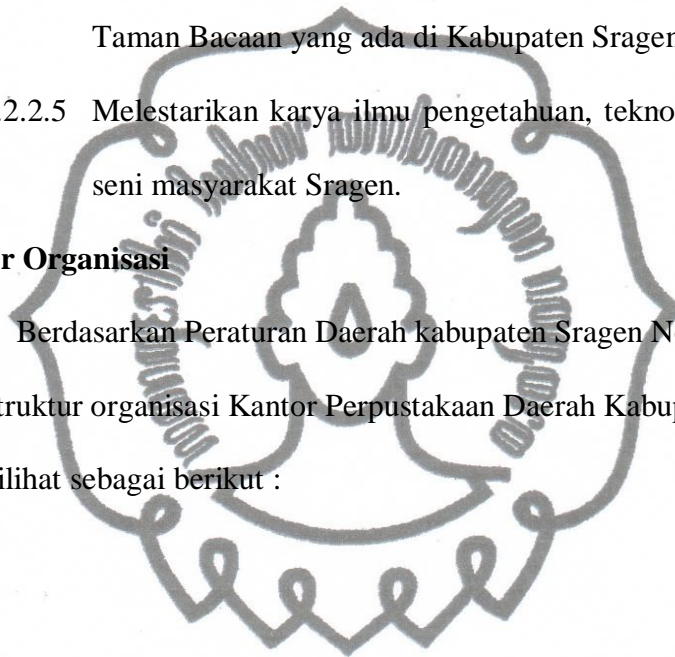 Taman Bacaan yang ada di Kabupaten Sragen
.2.2.5 Melestarikan karya ilmu pengetahuan, tekno
seni masyarakat Sragen.
r Organisasi
Berdasarkan Peraturan Daerah kabupaten Sragen N
truktur organisasi Kantor Perpustakaan Daerah Kabup
ilihat sebagai berikut :